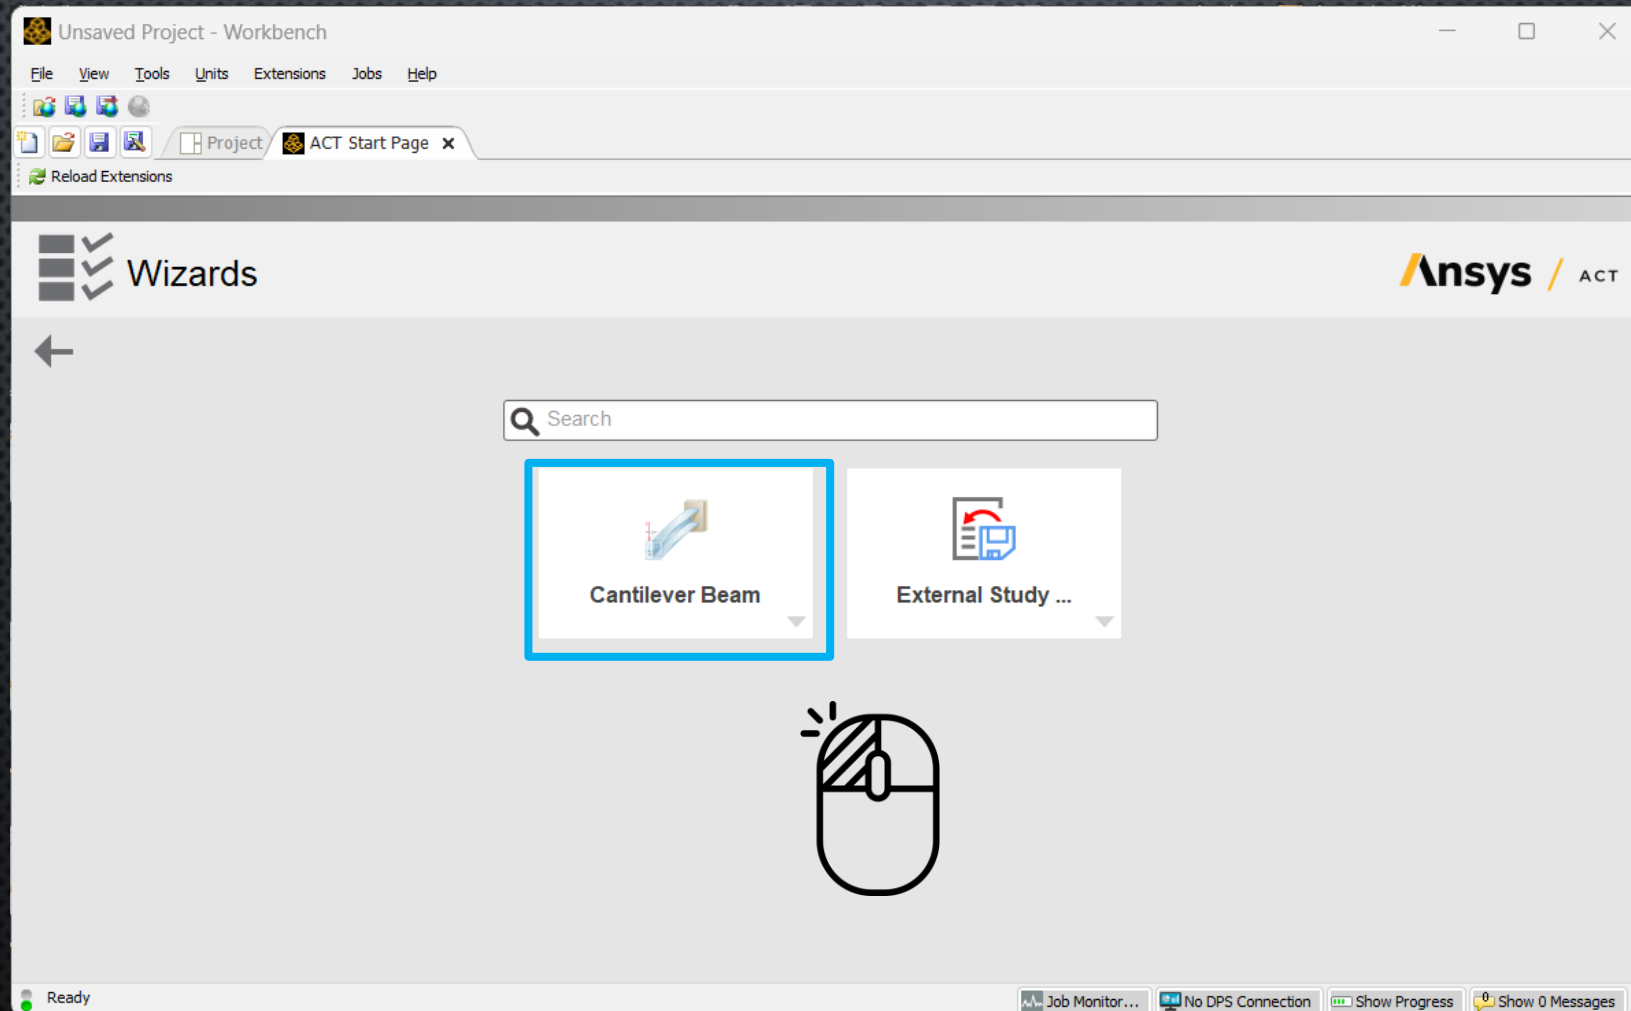 Unsaved Project - Workbench
File View Tools Units Extensions Jobs Help
Project ACT Start Page
Reload Extensions
Wizards
Ansys / ACT
Search
Cantilever Beam
External Study ...
Ready
Job Monitor... No DPS Connection Show Progress 0 Show 0 Messages